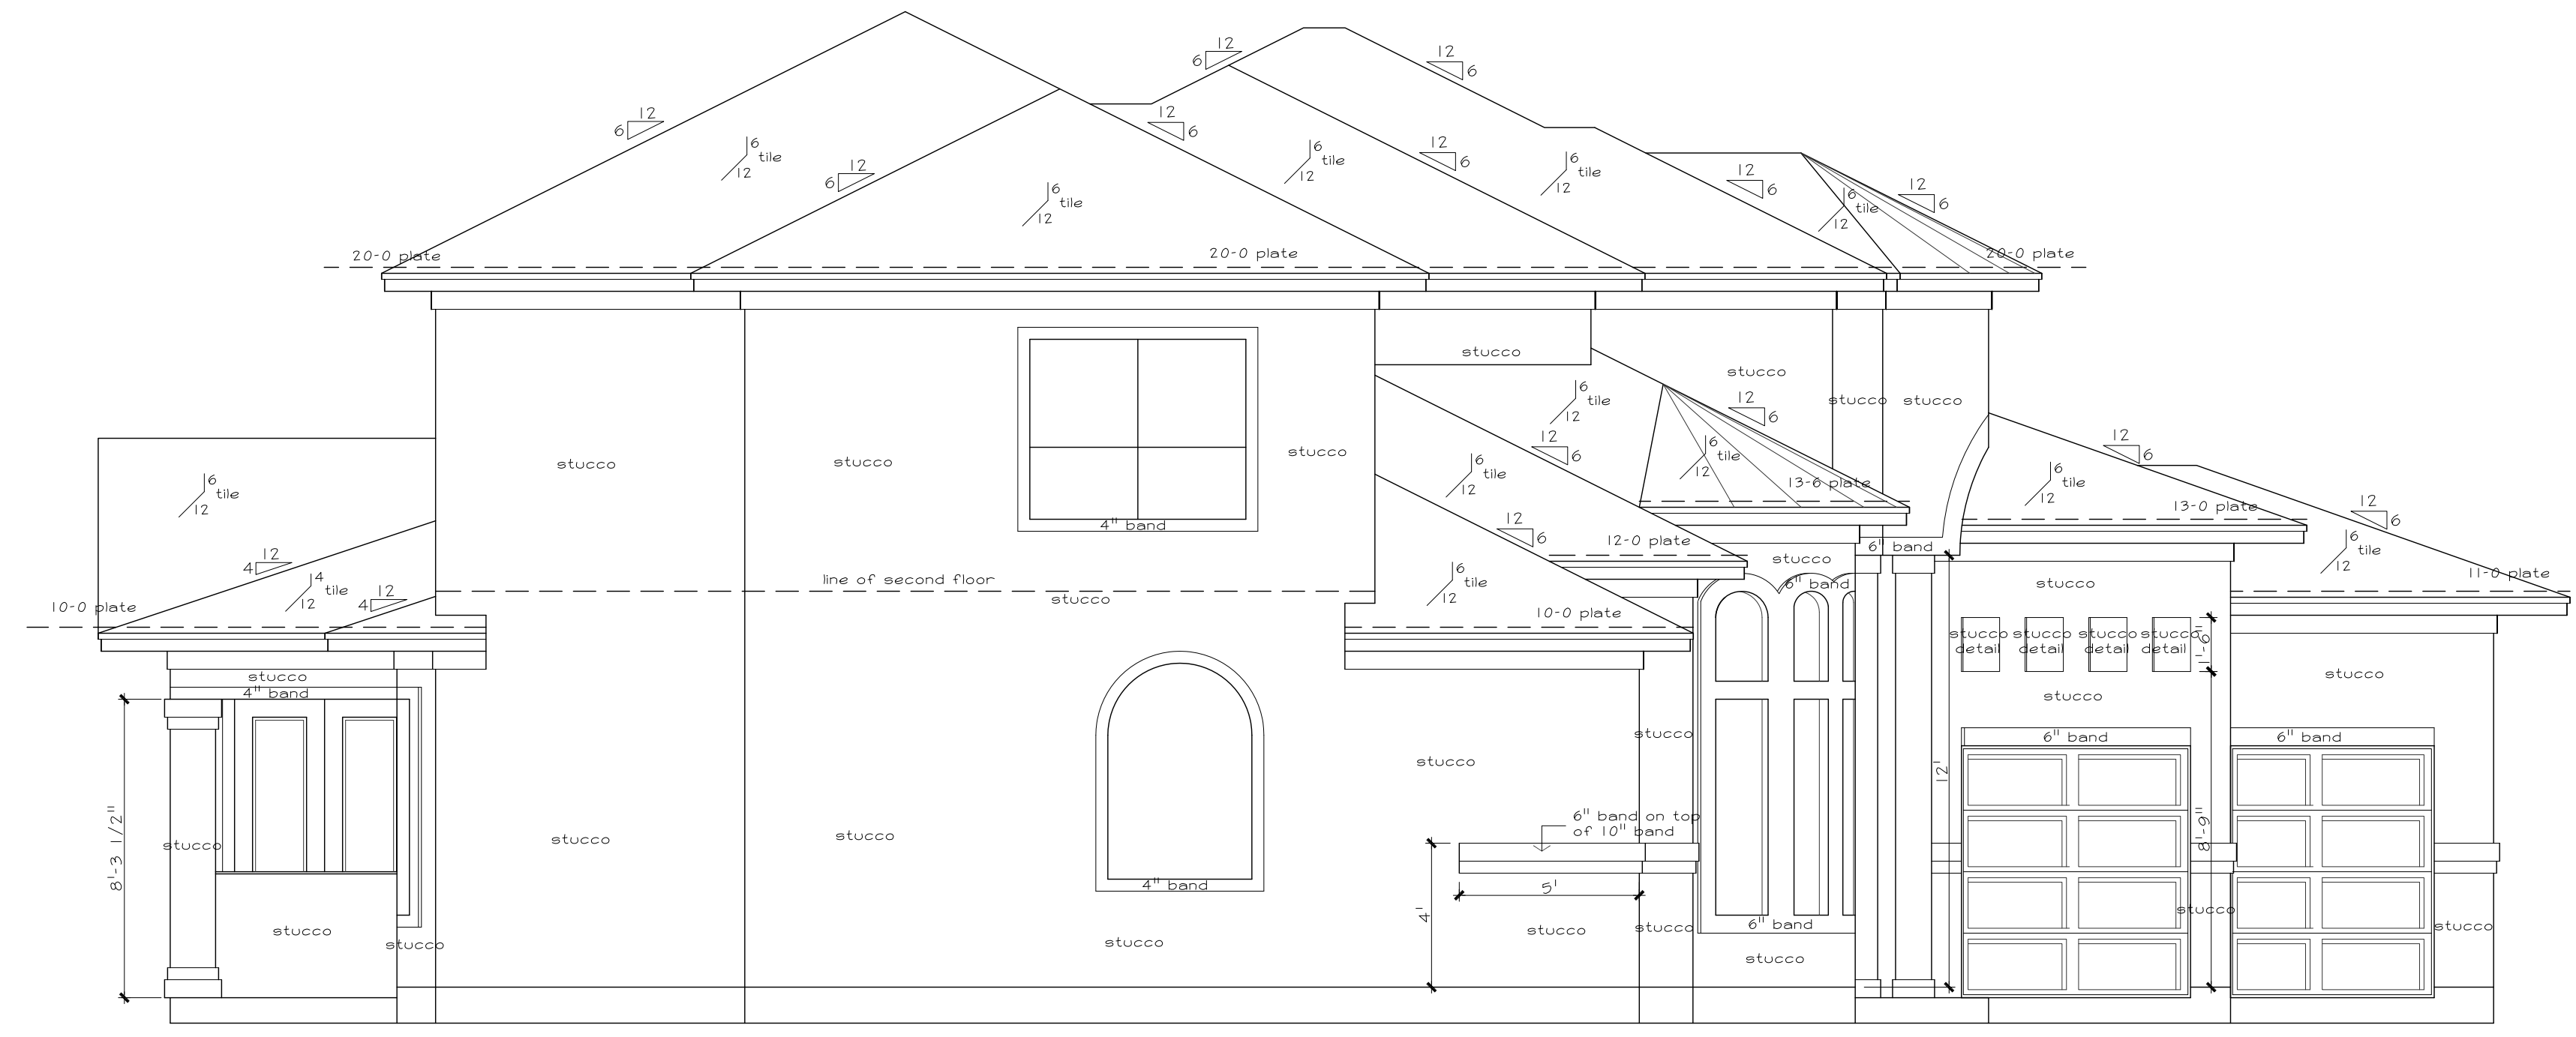 12
6
12
6
12
6
12
6
12
6
12
6
12
6
12
6
6
tile
12
6
tile
12
6
tile
12
6
tile
12
6
tile
12
20-0 plate
20-0 plate
20-0 plate
stucco
stucco
stucco
stucco
6
tile
12
12
6
12
6
12
6
stucco
stucco
stucco
6
tile
12
6
tile
12
6
tile
12
6
tile
12
13-6 plate
13-0 plate
12
6
4" band
12
6
12-0 plate
6" band
12
4
stucco
6
tile
12
line of second floor
stucco
4
tile
12
12
4
6
tile
12
6" band
stucco
11-0 plate
10-0 plate
10-0 plate
stucco
detail
stucco
detail
stucco
detail
stucco
detail
1'-6"
stucco
4" band
stucco
stucco
stucco
6" band
6" band
stucco
12'
6" band on top
of 10" band
8'-3 1/2"
stucco
stucco
stucco
8'-9"
4" band
5'
4'
stucco
stucco
stucco
stucco
stucco
stucco
6" band
stucco
stucco
stucco